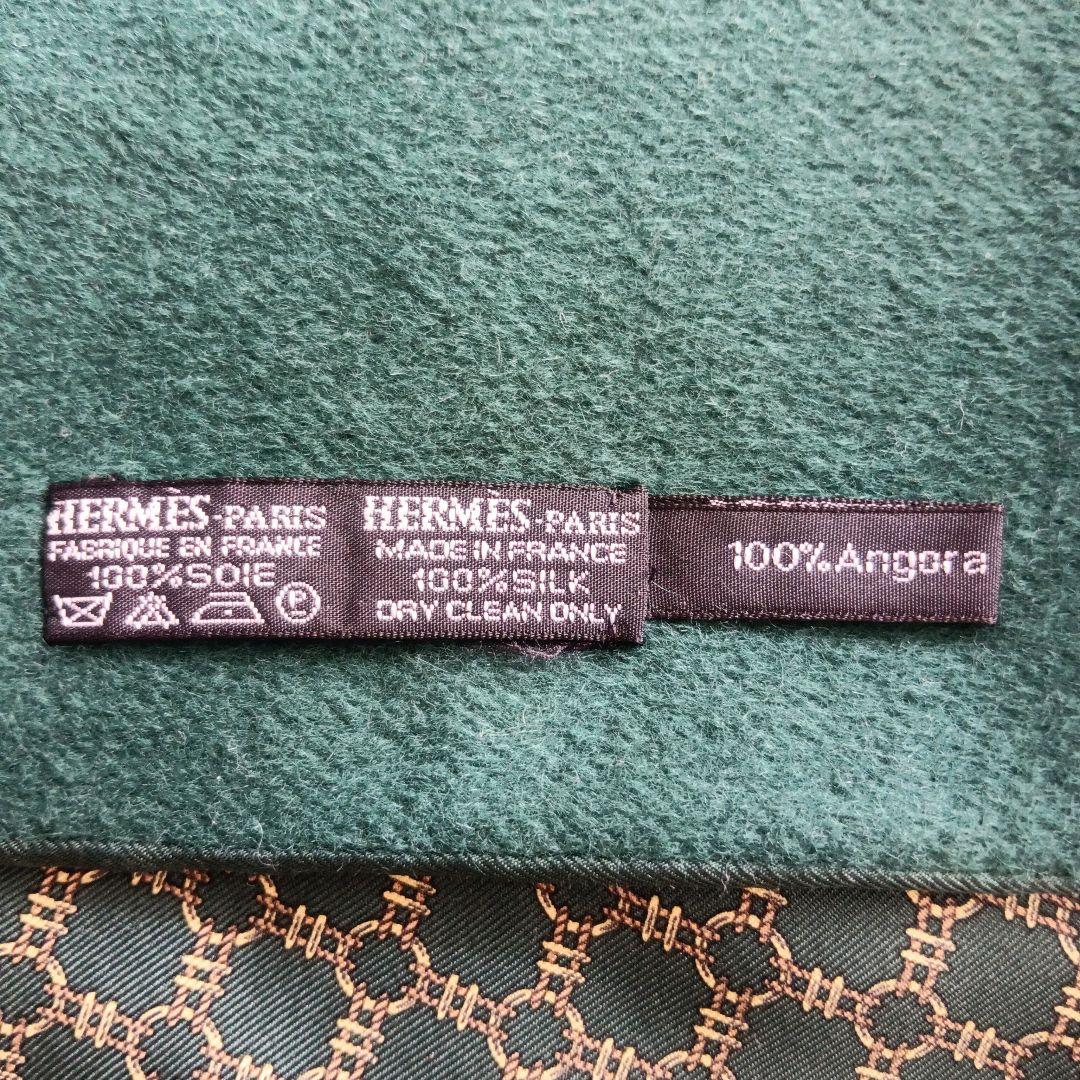 HERMÈS-PARIS
FABRIQUE EN FRANCE
100%SOIE
P
HERMÈS-PARIS
MADE IN FRANCE
100%SILK
DRY CLEAN ONLY
100%Angora